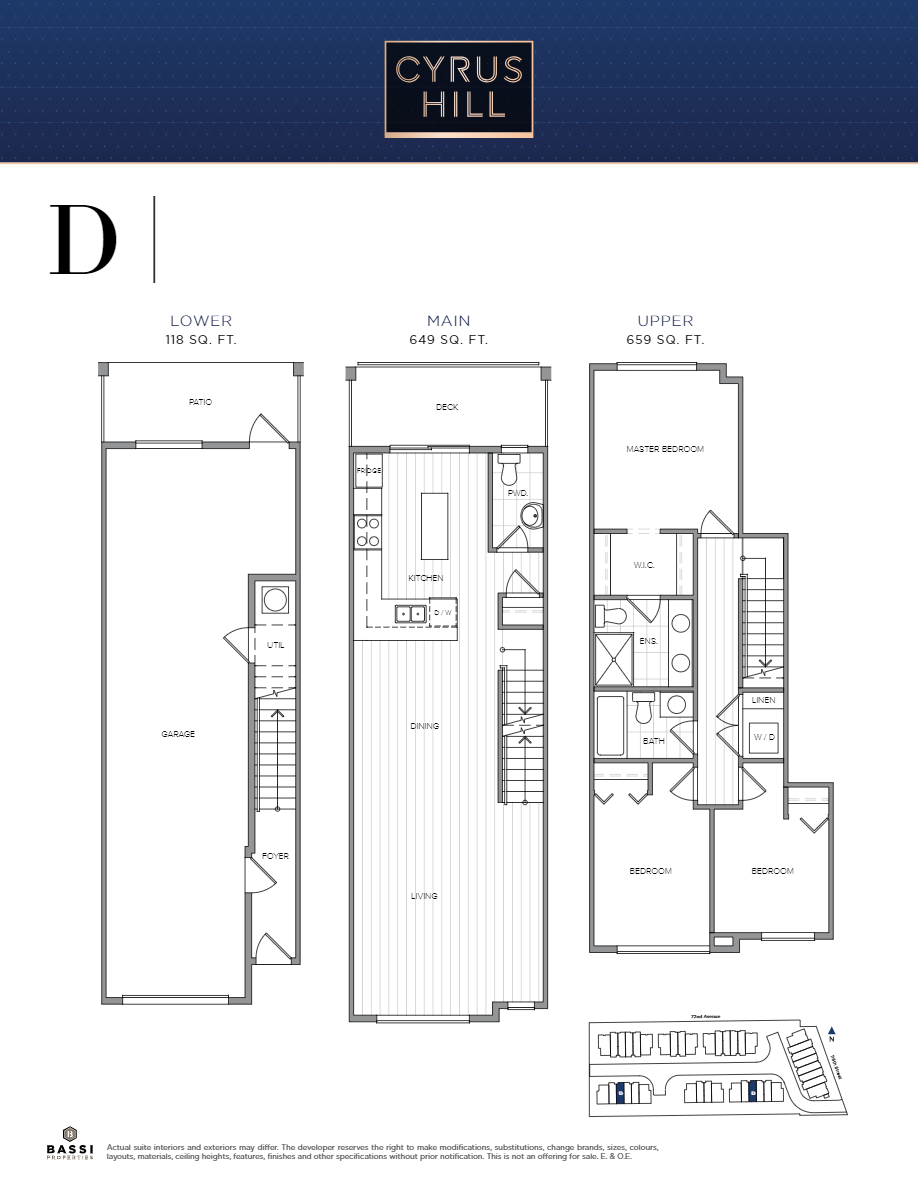 CYRUS
HILL
D
LOWER
118 SQ. FT.
MAIN
649 SQ. FT.
UPPER
659 SQ. FT.
PATIO
GARAGE
UTIL
FOYER
DECK
FRIDGE
PWD.
KITCHEN
D / W
DINING
LIVING
MASTER BEDROOM
W.I.C.
ENS.
BATH
LINEN
W / D
BEDROOM
BEDROOM
72nd Avenue
N
D
D
B
BASSI
PROPERTIES
Actual suite interiors and exteriors may differ. The developer reserves the right to make modifications, substitutions, change brands, sizes, colours,
layouts, materials, ceiling heights, features, finishes and other specifications without prior notification. This is not an offering for sale. E. & O.E.